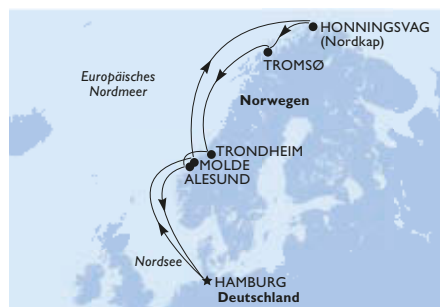 HONNINGSVAG
(Nordkap)
TROMSØ
Europäisches
Nordmeer
Norwegen
TRONDHEIM
MOLDE
ALESUND
Nordsee
HAMBURG
Deutschland